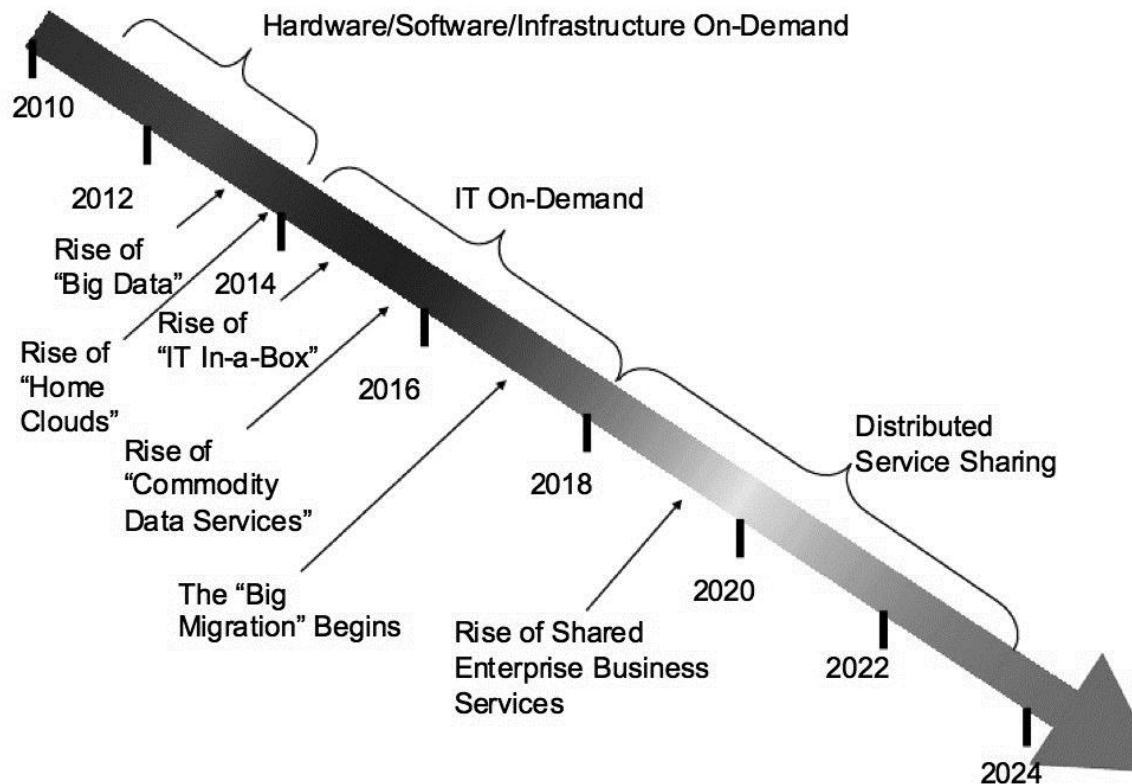 Hardware/Software/Infrastructure On-Demand
2010
2012
IT On-Demand
Rise of
“Big Data”
2014
Rise of
“IT In-a-Box”
Rise of
“Home
Clouds”
2016
Distributed
Service Sharing
Rise of
“Commodity
Data Services”
2018
The “Big
Migration” Begins
2020
Rise of Shared
Enterprise Business
Services
2022
2024